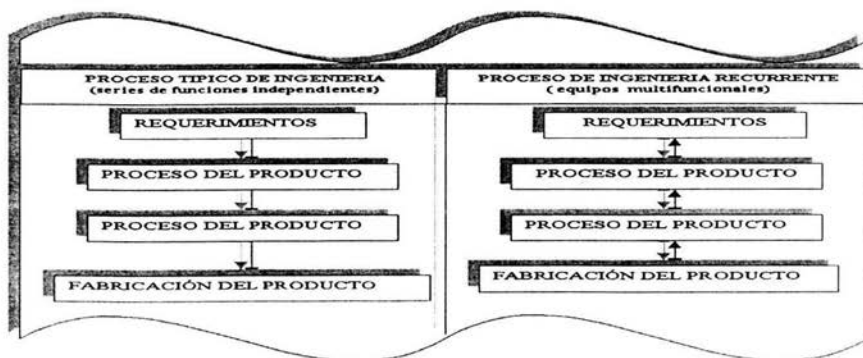 PROCESO TIPICO DE INGENIERIA
(series de funciones independientes)
REQUERIMIENTOS
PROCESO DEL PRODUCTO
PROCESO DEL PRODUCTO
FABRICACIÓN DEL PRODUCTO
PROCESO DE INGENIERIA RECURRENTE
( equipos multifuncionales)
REQUERIMIENTOS
PROCESO DEL PRODUCTO
PROCESO DEL PRODUCTO
FABRICACIÓN DEL PRODUCTO